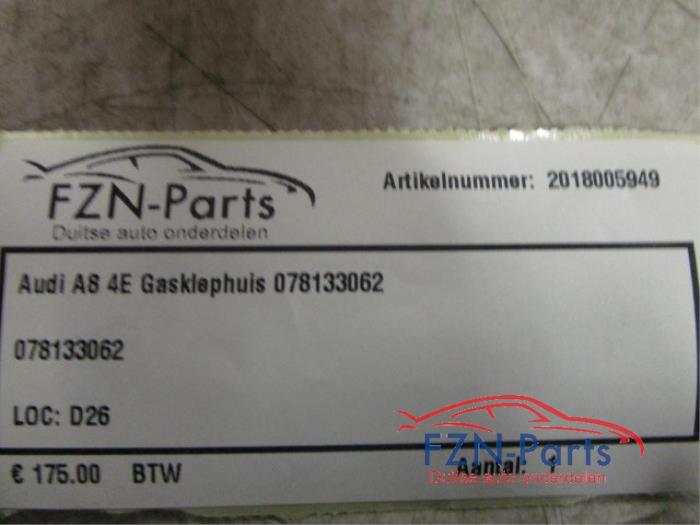 FZN-Parts
Duitse auto onderdelen
Artikelnummer: 2018005949
Audi A8 4E Gasklephuis 078133062
078133062
LOC: D26
€ 175.00 BTW
Aantal: 1
FZN-Parts
Duitse auto onderdelen